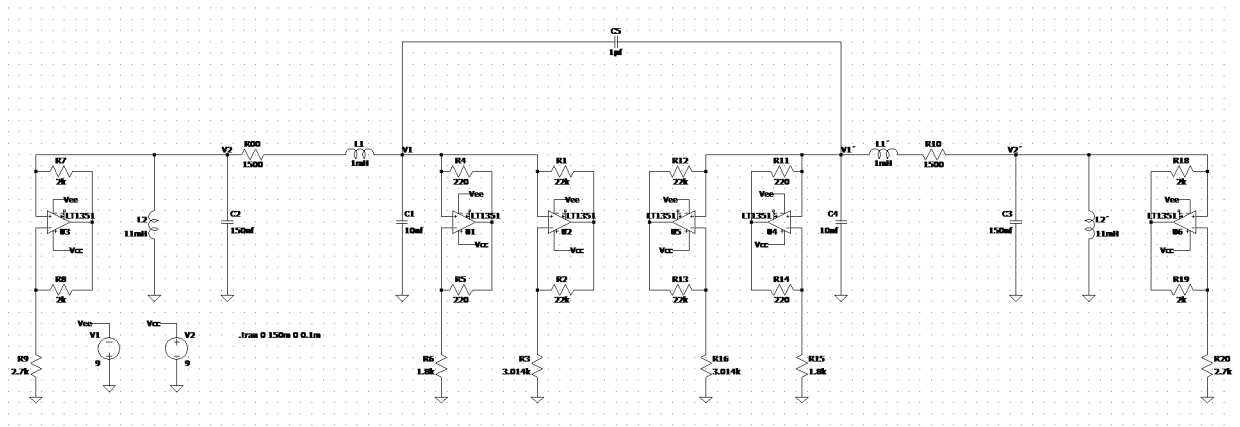 C5
1µf
V2
R00
1500
L1
1mH
V1
V1´
L1´
1mH
R10
1500
V2´
R7
2k
R4
220
R1
220
R12
22k
R11
220
R18
2k
Vee
LT1351
U3
Vcc
L2
11mH
C2
150nf
C1
10nf
Vee
LT1351
U1
Vcc
Vee
LT1351
U2
Vcc
Vee
LT1351
U5
Vcc
Vee
LT1351
U4
Vcc
C4
10nf
C3
150nf
L2´
11mH
Vee
LT1351
U6
Vcc
R8
2k
R5
220
R2
220
R13
22k
R14
220
R19
2k
Vee
V1
9
Vcc
V2
9
.tran 0 150m 0 0.1m
R9
2.7k
R6
1.8k
R3
3.014k
R16
3.014k
R15
1.8k
R20
2.7k